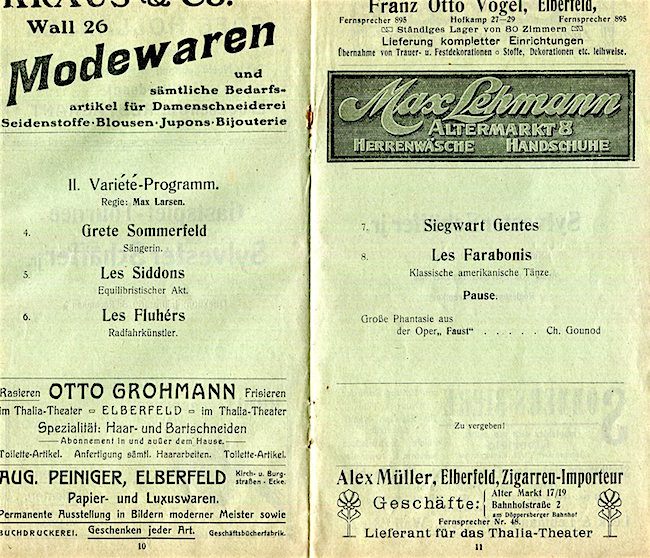 KRAUS & Co.
Wall 26
Modewaren
und
sämtliche Bedarfs-
artikel für Damenschneiderei
Seidenstoffe·Blousen·Jupons·Bijouterie
II. Variété-Programm.
Regie: Max Larsen.
4. Grete Sommerfeld
Sängerin.
5. Les Siddons
Equilibristischer Akt.
6. Les Fluhérs
Radfahrkünstler.
Rasieren OTTO GROHMANN Frisieren
im Thalia-Theater = ELBERFELD = im Thalia-Theater
Spezialität: Haar- und Bartschneiden
Abonnement in und außer dem Hause.
Toilette-Artikel. Anfertigung sämtl. Haararbeiten. Toilette-Artikel.
AUG. PEINIGER, ELBERFELD Kirch- u. Burg-
straßen - Ecke.
Papier- und Luxuswaren.
Permanente Ausstellung in Bildern moderner Meister sowie
BUCHDRUCKEREI. Geschenken jeder Art. Geschäftsbücherfabrik.
10
Franz Otto Vogel, Elberfeld,
Fernsprecher 895 Hofkamp 27–29 Fernsprecher 895
Ständiges Lager von 80 Zimmern
Lieferung kompletter Einrichtungen
Übernahme von Trauer- u. Festdekorationen o Stoffe, Dekorationen etc. leihweise.
Max Lehmann
ALTERMARKT 8
HERRENWÄSCHE HANDSCHUHE
7. Siegwart Gentes
8. Les Farabonis
Klassische amerikanische Tänze.
Pause.
Große Phantasie aus
der Oper„ Faust“ . . . . . Ch. Gounod
Zu vergeben!
Alex Müller, Elberfeld, Zigarren-Importeur
Geschäfte: Alter Markt 17/19
Bahnhofstraße 2
am Döppersberger Bahnhof
Fernsprecher Nr. 48.
Lieferant für das Thalia-Theater
11